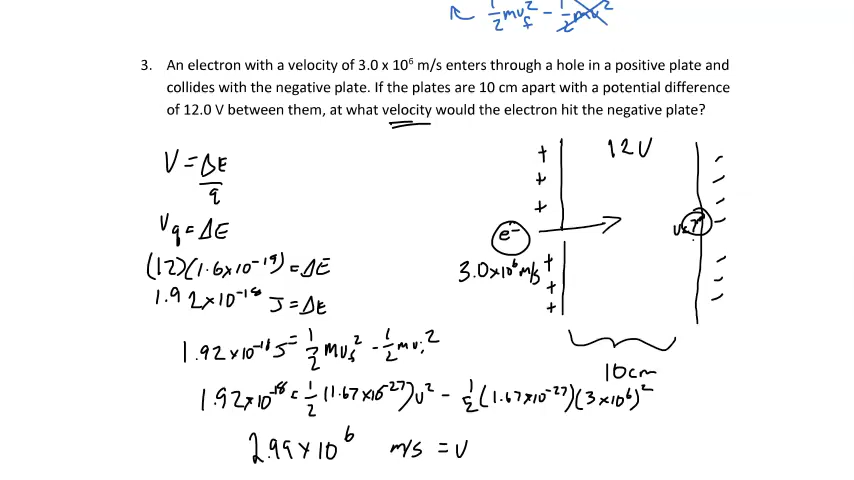 ½mv_f² − ½mv²
3. An electron with a velocity of 3.0 x 10⁶ m/s enters through a hole in a positive plate and
collides with the negative plate. If the plates are 10 cm apart with a potential difference
of 12.0 V between them, at what velocity would the electron hit the negative plate?
V = ΔE/q
Vq = ΔE
(12)(1.6x10⁻¹⁹) = ΔE
1.92x10⁻¹⁸ J = ΔE
1.92x10⁻¹⁸ J = ½mv_f² − ½mv_i²
1.92x10⁻¹⁸ = ½(1.67x10⁻²⁷)v² − ½(1.67x10⁻²⁷)(3x10⁶)²
2.99x10⁶ m/s = v
12V
+ + +
e⁻
v=?
3.0x10⁶ m/s
+ + +
10cm